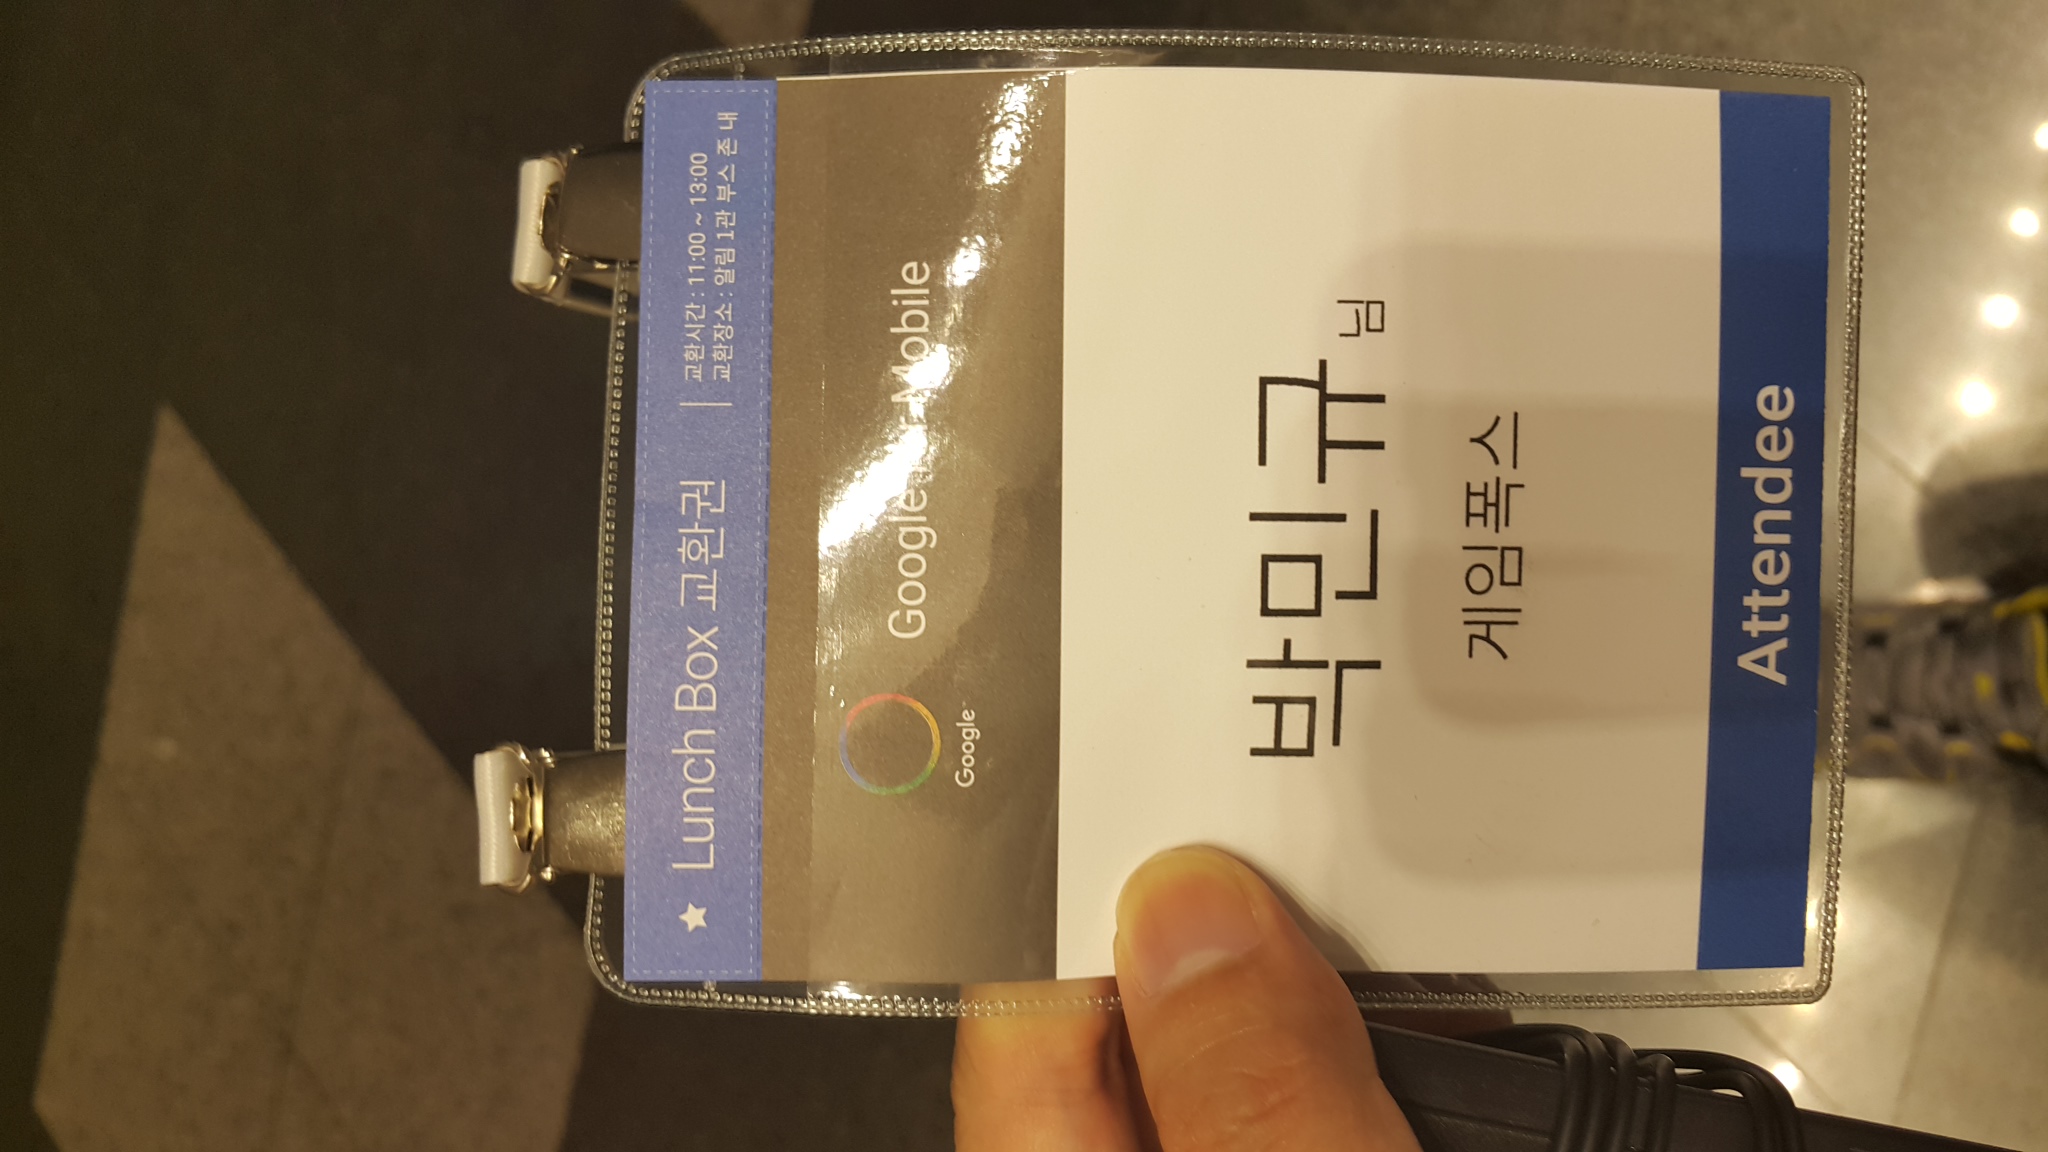 ★ Lunch Box 교환권
교환시간 : 11:00 ~ 13:00
교환장소 : 알림 1관 부스 존 내
Google
Google for Mobile
박민규 님
게임폭스
Attendee